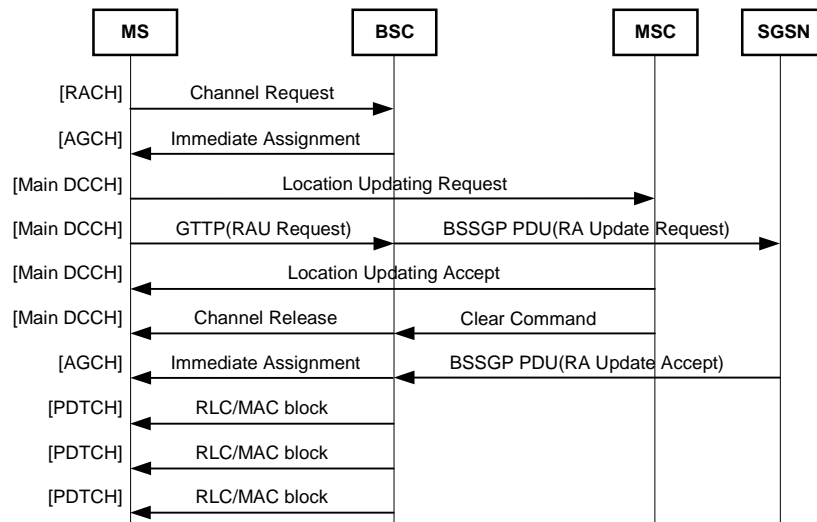 MS BSC MSC SGSN
[RACH] Channel Request
[AGCH] Immediate Assignment
[Main DCCH] Location Updating Request
[Main DCCH] GTTP(RAU Request) BSSGP PDU(RA Update Request)
[Main DCCH] Location Updating Accept
[Main DCCH] Channel Release Clear Command
[AGCH] Immediate Assignment BSSGP PDU(RA Update Accept)
[PDTCH] RLC/MAC block
[PDTCH] RLC/MAC block
[PDTCH] RLC/MAC block